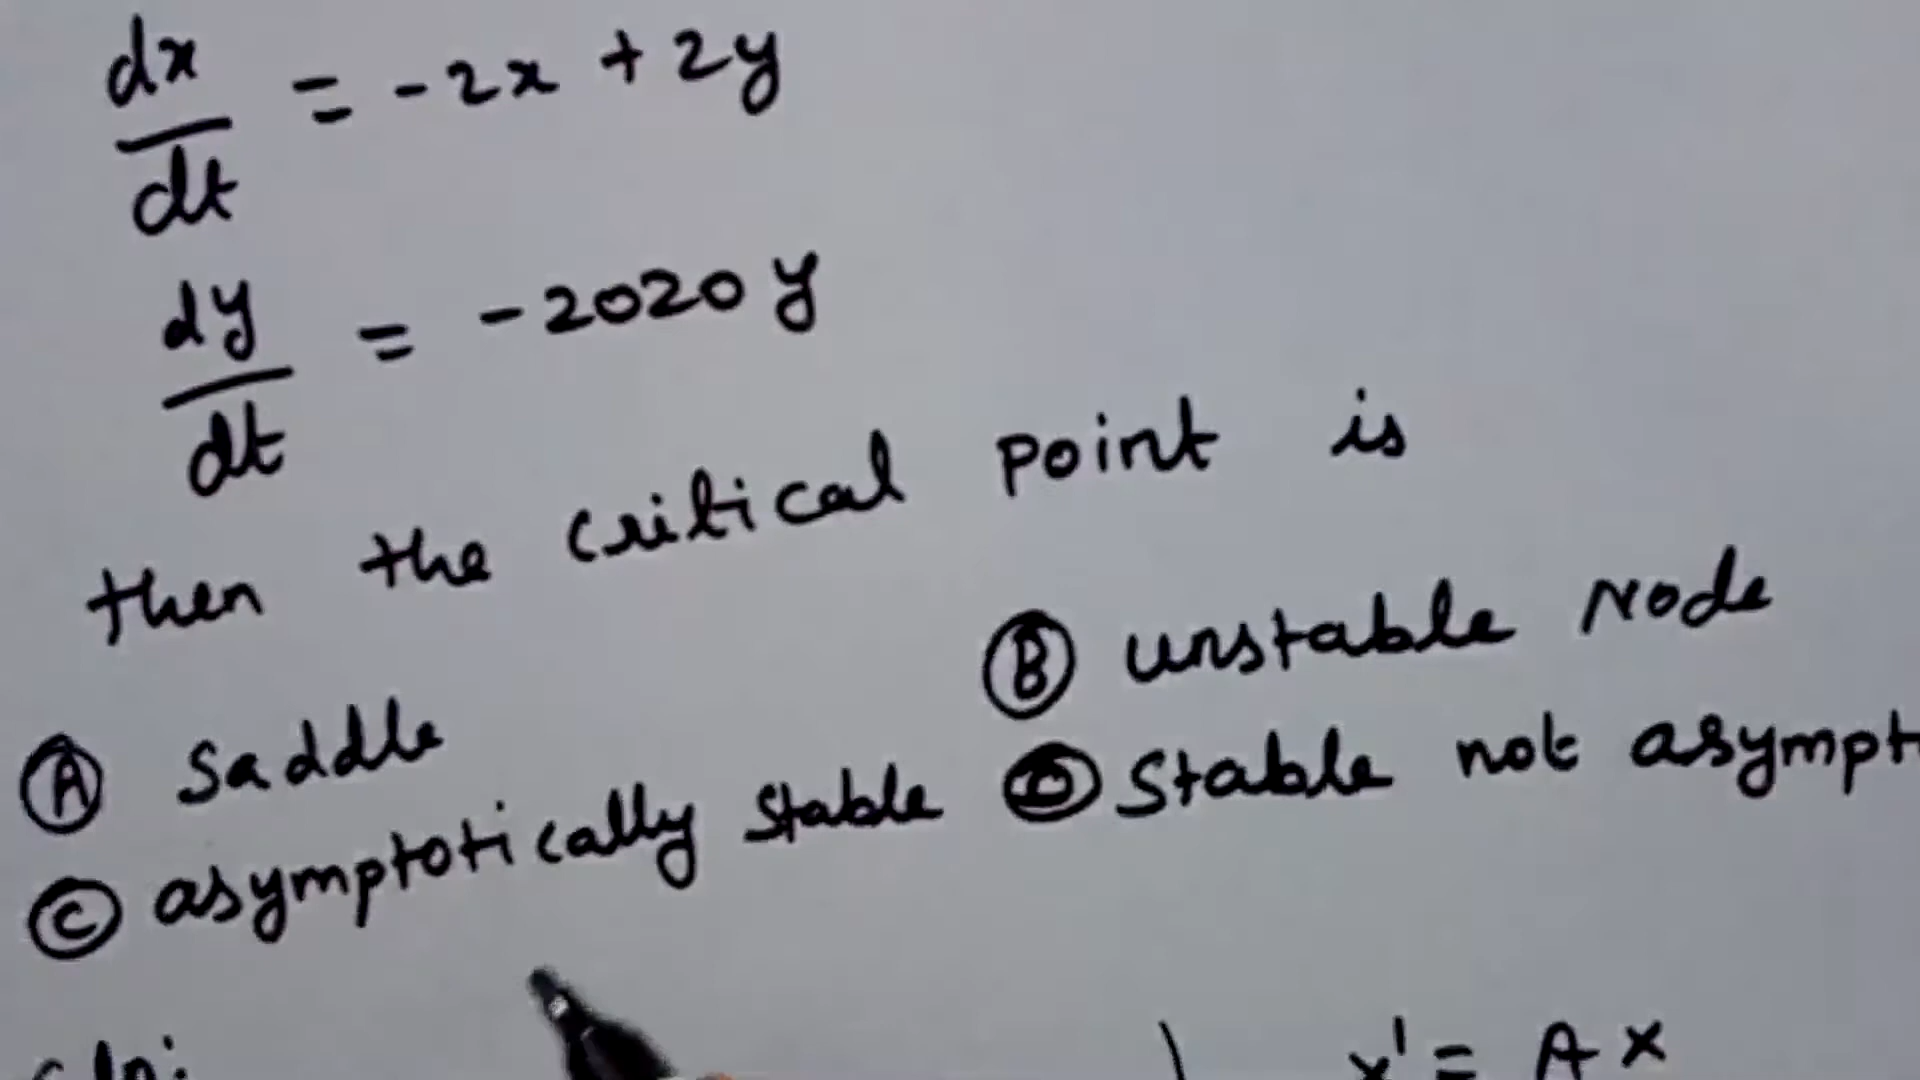 dx/dt = -2x + 2y
dy/dt = -2020 y
then the critical point is
Ⓐ Saddle Ⓑ unstable Node
Ⓒ asymptotically stable Ⓓ Stable not asympt
x' = Ax